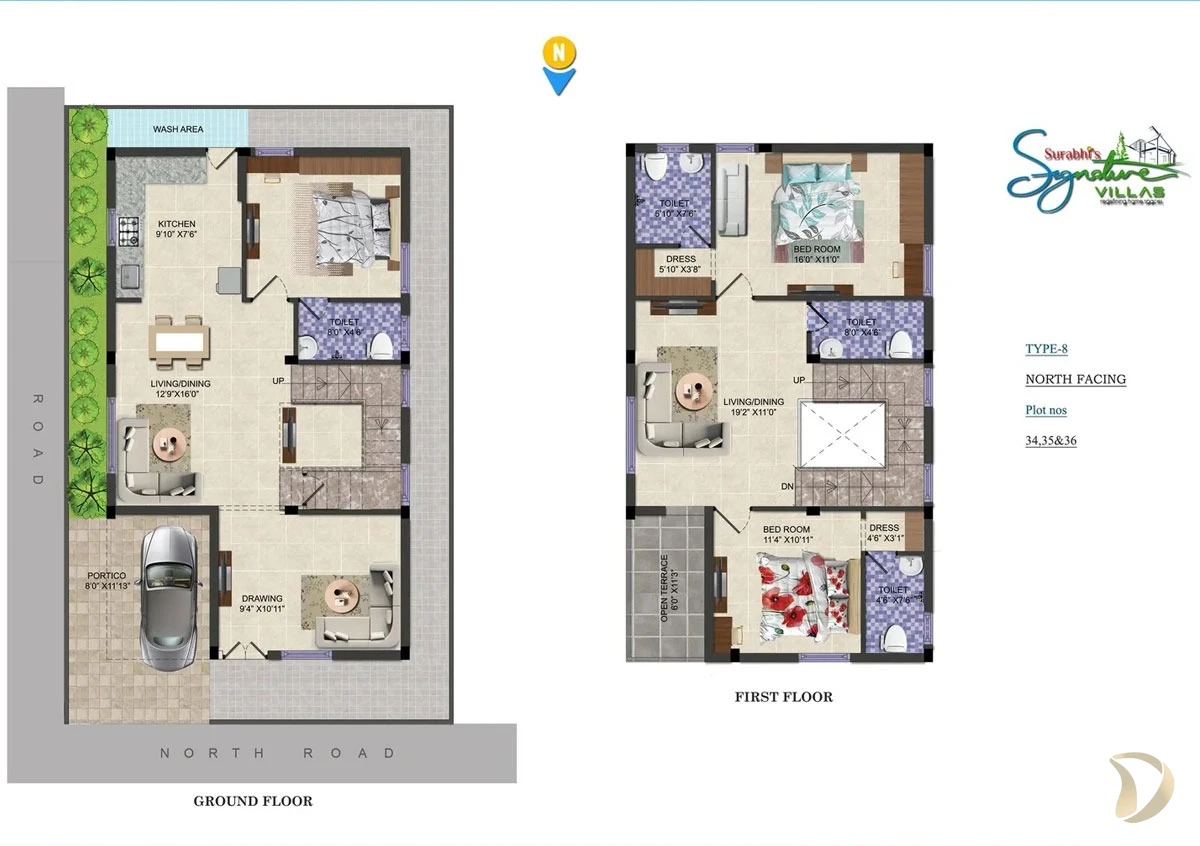 N
WASH AREA
KITCHEN
9'10" X7'6"
TOILET
8'0" X4'6"
UP
LIVING/DINING
12'9"X16'0"
PORTICO
8'0" X11'13"
DRAWING
9'4" X10'11"
ROAD
NORTH ROAD
GROUND FLOOR
TOILET
5'10" X7'6"
DRESS
5'10" X3'8"
BED ROOM
16'0" X11'0"
TOILET
8'0" X4'6"
UP
LIVING/DINING
19'2" X11'0"
DN
BED ROOM
11'4" X10'11"
DRESS
4'6" X3'1"
TOILET
4'6" X7'6"
OPEN TERRACE
6'0" X11'3"
FIRST FLOOR
Surabhi's
Signature
VILLAS
redefining home spaces
TYPE-8
NORTH FACING
Plot nos
34,35&36